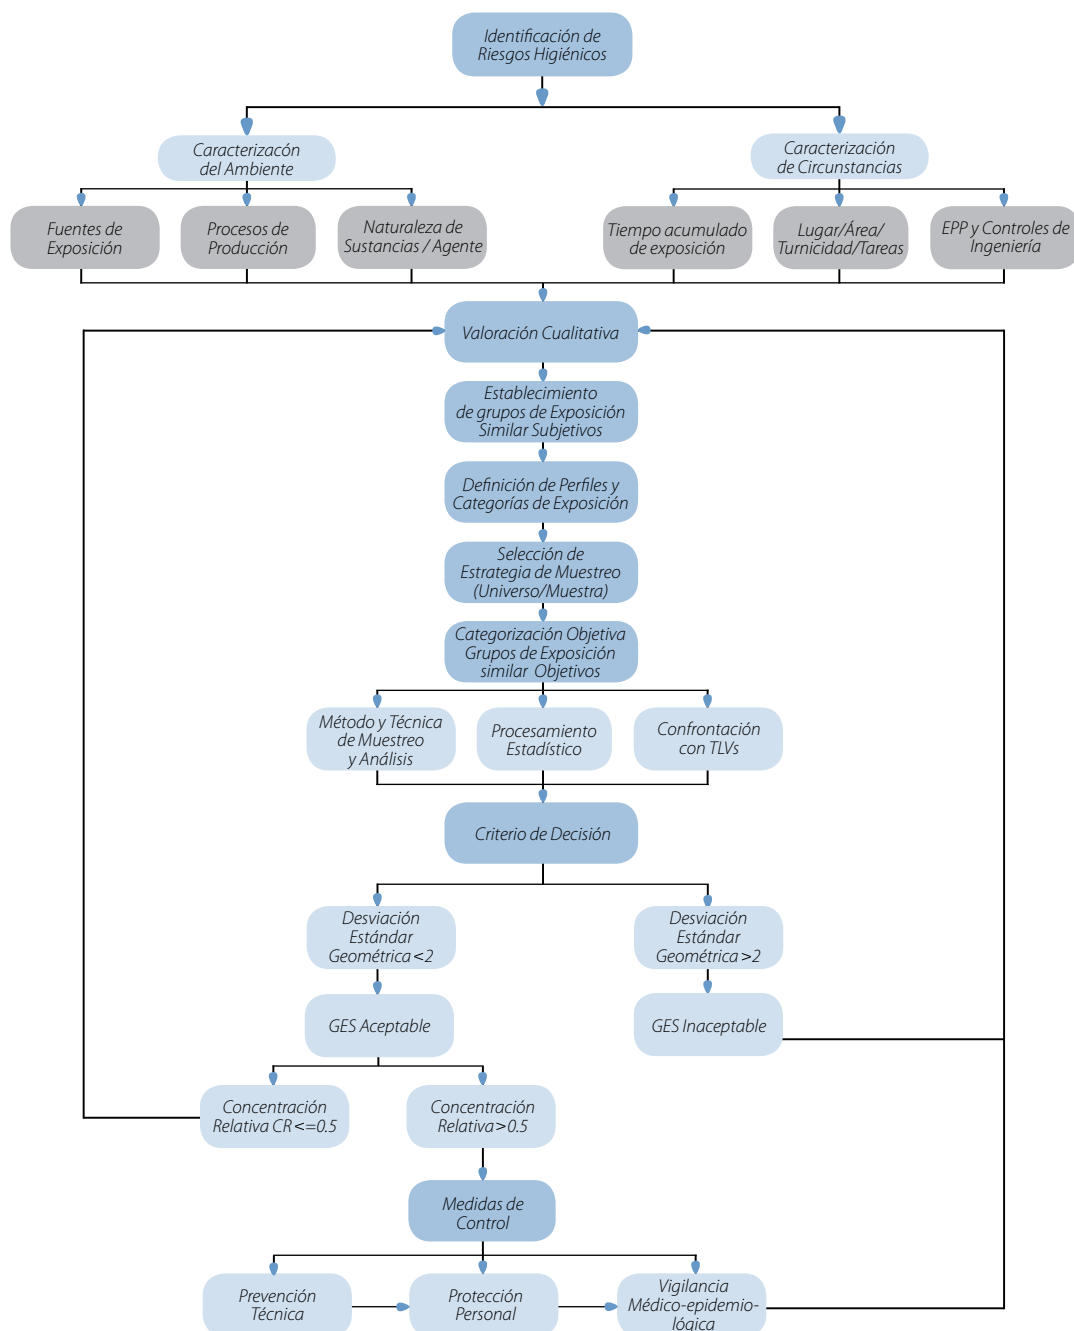 Identificación de
Riesgos Higiénicos
Caracterizacón
del Ambiente
Caracterización
de Circunstancias
Fuentes de
Exposición
Procesos de
Producción
Naturaleza de
Sustancias / Agente
Tiempo acumulado
de exposición
Lugar/Área/
Turnicidad/Tareas
EPP y Controles de
Ingeniería
Valoración Cualitativa
Establecimiento
de grupos de Exposición
Similar Subjetivos
Definición de Perfiles y
Categorías de Exposición
Selección de
Estrategia de Muestreo
(Universo/Muestra)
Categorización Objetiva
Grupos de Exposición
similar Objetivos
Método y Técnica
de Muestreo
y Análisis
Procesamiento
Estadístico
Confrontación
con TLVs
Criterio de Decisión
Desviación
Estándar
Geométrica <2
Desviación
Estándar
Geométrica >2
GES Aceptable
GES Inaceptable
Concentración
Relativa CR <=0.5
Concentración
Relativa>0.5
Medidas de
Control
Prevención
Técnica
Protección
Personal
Vigilancia
Médico-epidemio-
lógica